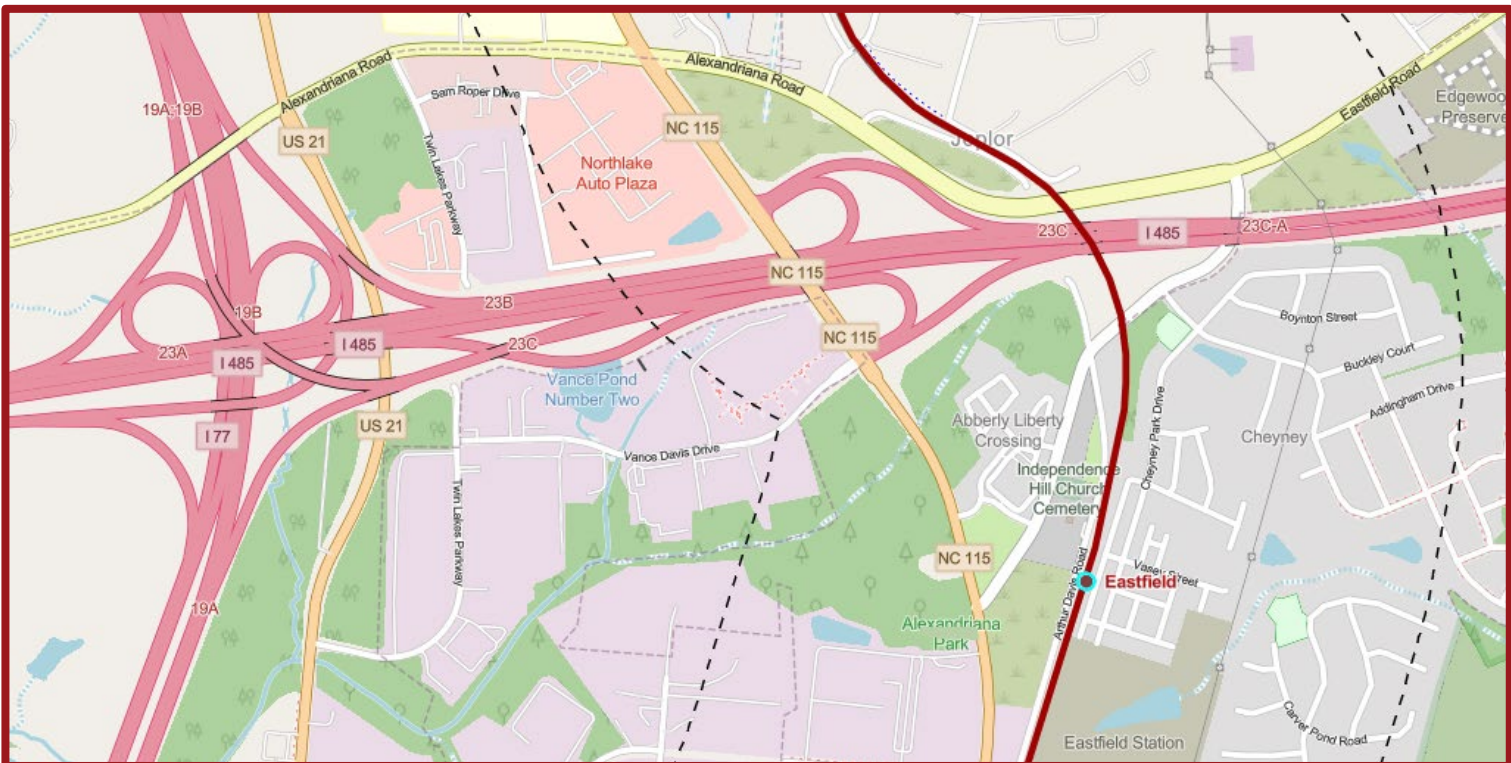 Alexandriana Road
Alexandriana Road
Eastfield Road
Edgewoo
Preserve
19A;19B
US 21
Sam Roper Drive
Twin Lakes Parkway
Northlake
Auto Plaza
NC 115
Joplor
23C
I 485
23C-A
NC 115
23B
19B
23A
I 485
I 485
23C
NC 115
Boynton Street
Buckley Court
Addingham Drive
Vance Pond
Number Two
Cheyney Park Drive
Cheyney
I 77
US 21
Vance Davis Drive
Abberly Liberty
Crossing
Independence
Hill Church
Cemetery
Twin Lakes Parkway
NC 115
Arthur Davis Road
Eastfield
19A
Alexandriana
Park
Carver Pond Road
Eastfield Station